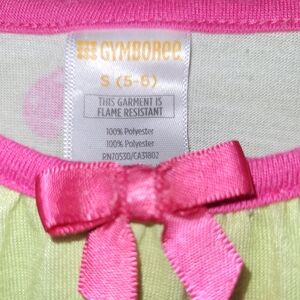 GYMBOREE
S (5-6)
THIS GARMENT IS
FLAME RESISTANT
100% Polyester
100% Polyester
RN70530/CA31802